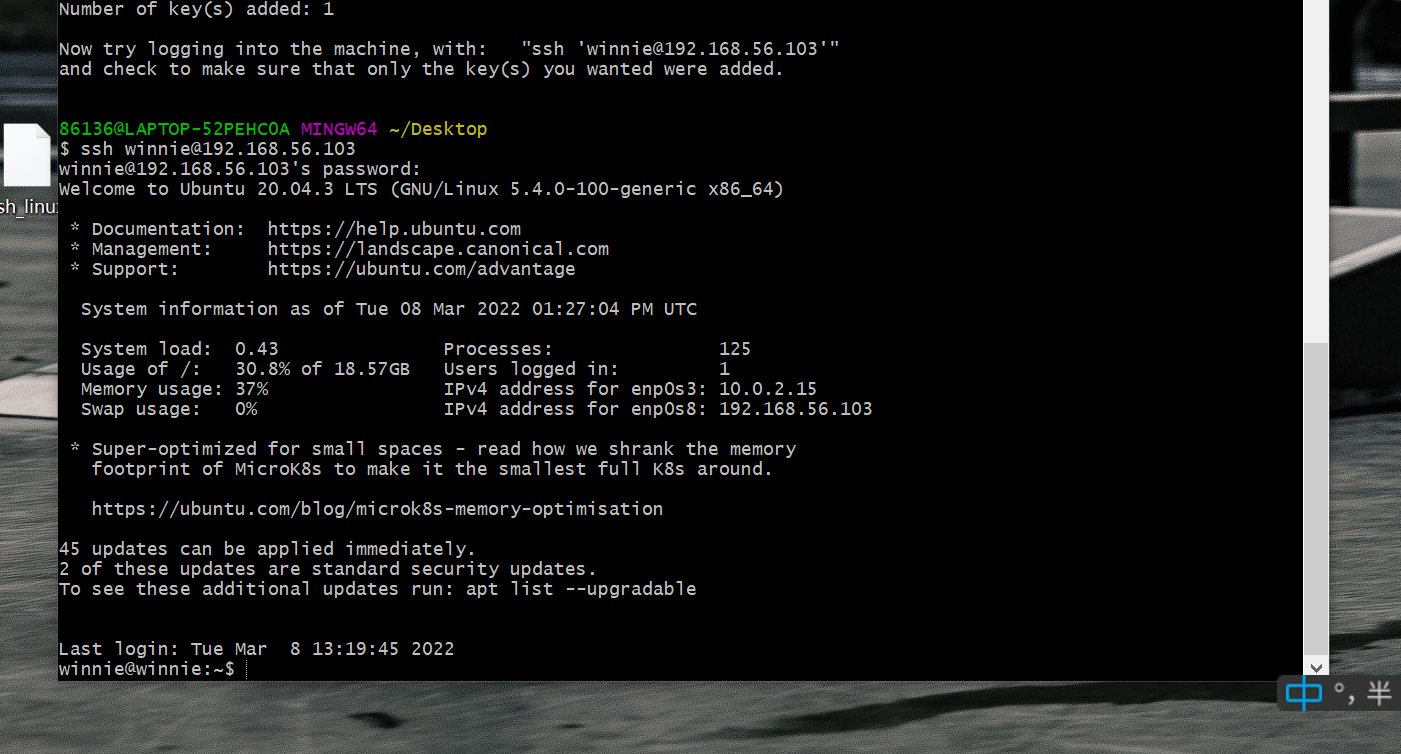 Number of key(s) added: 1
Now try logging into the machine, with:   "ssh 'winnie@192.168.56.103'"
and check to make sure that only the key(s) you wanted were added.
86136@LAPTOP-52PEHC0A MINGW64 ~/Desktop
$ ssh winnie@192.168.56.103
winnie@192.168.56.103's password:
Welcome to Ubuntu 20.04.3 LTS (GNU/Linux 5.4.0-100-generic x86_64)
sh_linu
* Documentation:  https://help.ubuntu.com
* Management:     https://landscape.canonical.com
* Support:        https://ubuntu.com/advantage
System information as of Tue 08 Mar 2022 01:27:04 PM UTC
System load:  0.43               Processes:               125
Usage of /:   30.8% of 18.57GB   Users logged in:         1
Memory usage: 37%                IPv4 address for enp0s3: 10.0.2.15
Swap usage:   0%                 IPv4 address for enp0s8: 192.168.56.103
* Super-optimized for small spaces - read how we shrank the memory
footprint of MicroK8s to make it the smallest full K8s around.
https://ubuntu.com/blog/microk8s-memory-optimisation
45 updates can be applied immediately.
2 of these updates are standard security updates.
To see these additional updates run: apt list --upgradable
Last login: Tue Mar  8 13:19:45 2022
winnie@winnie:~$
中 °, 半